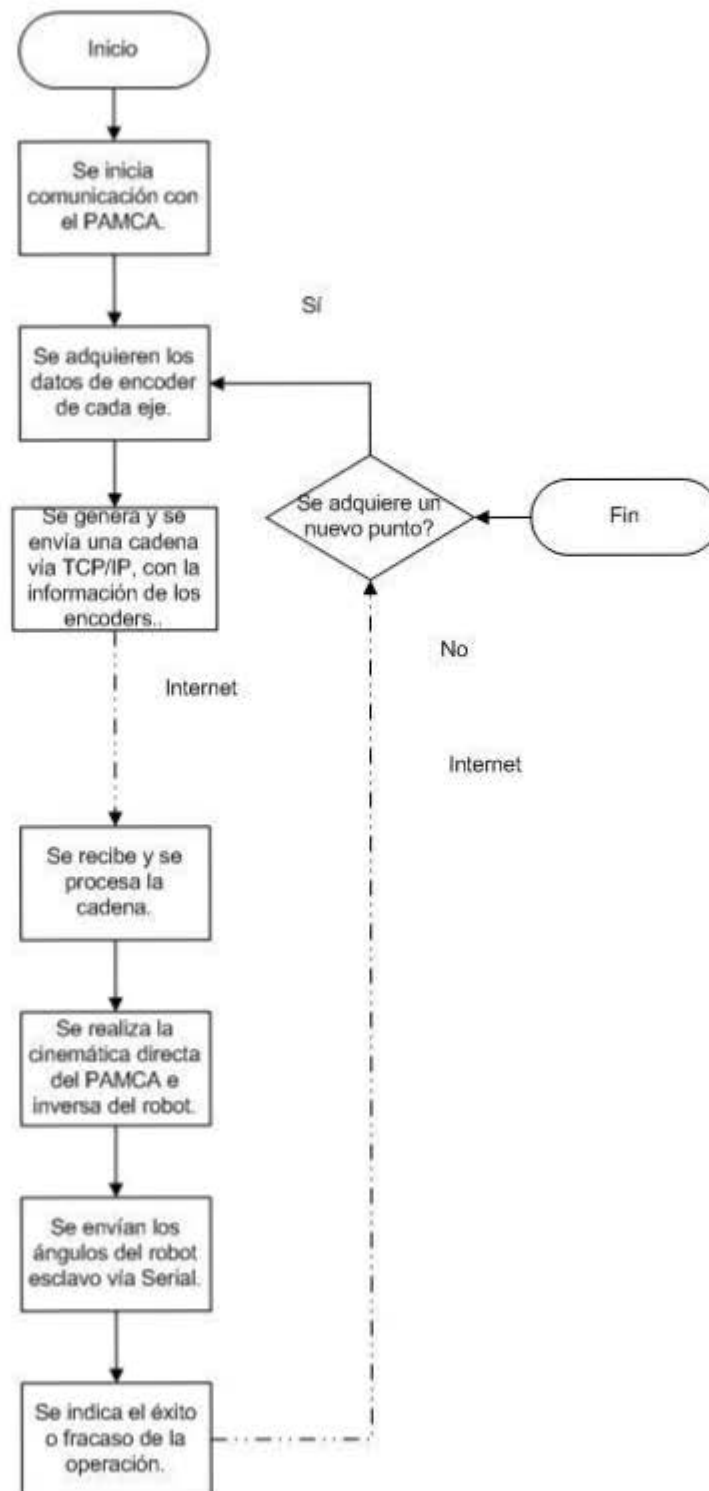 Inicio
Se inicia
comunicación con
el PAMCA.
Sí
Se adquieren los
datos de encoder
de cada eje.
Se adquiere un
nuevo punto?
Fin
Se genera y se
envía una cadena
vía TCP/IP, con la
información de los
encoders..
No
Internet
Internet
Se recibe y se
procesa la
cadena.
Se realiza la
cinemática directa
del PAMCA e
inversa del robot.
Se envían los
ángulos del robot
esclavo vía Serial.
Se indica el éxito
o fracaso de la
operación.